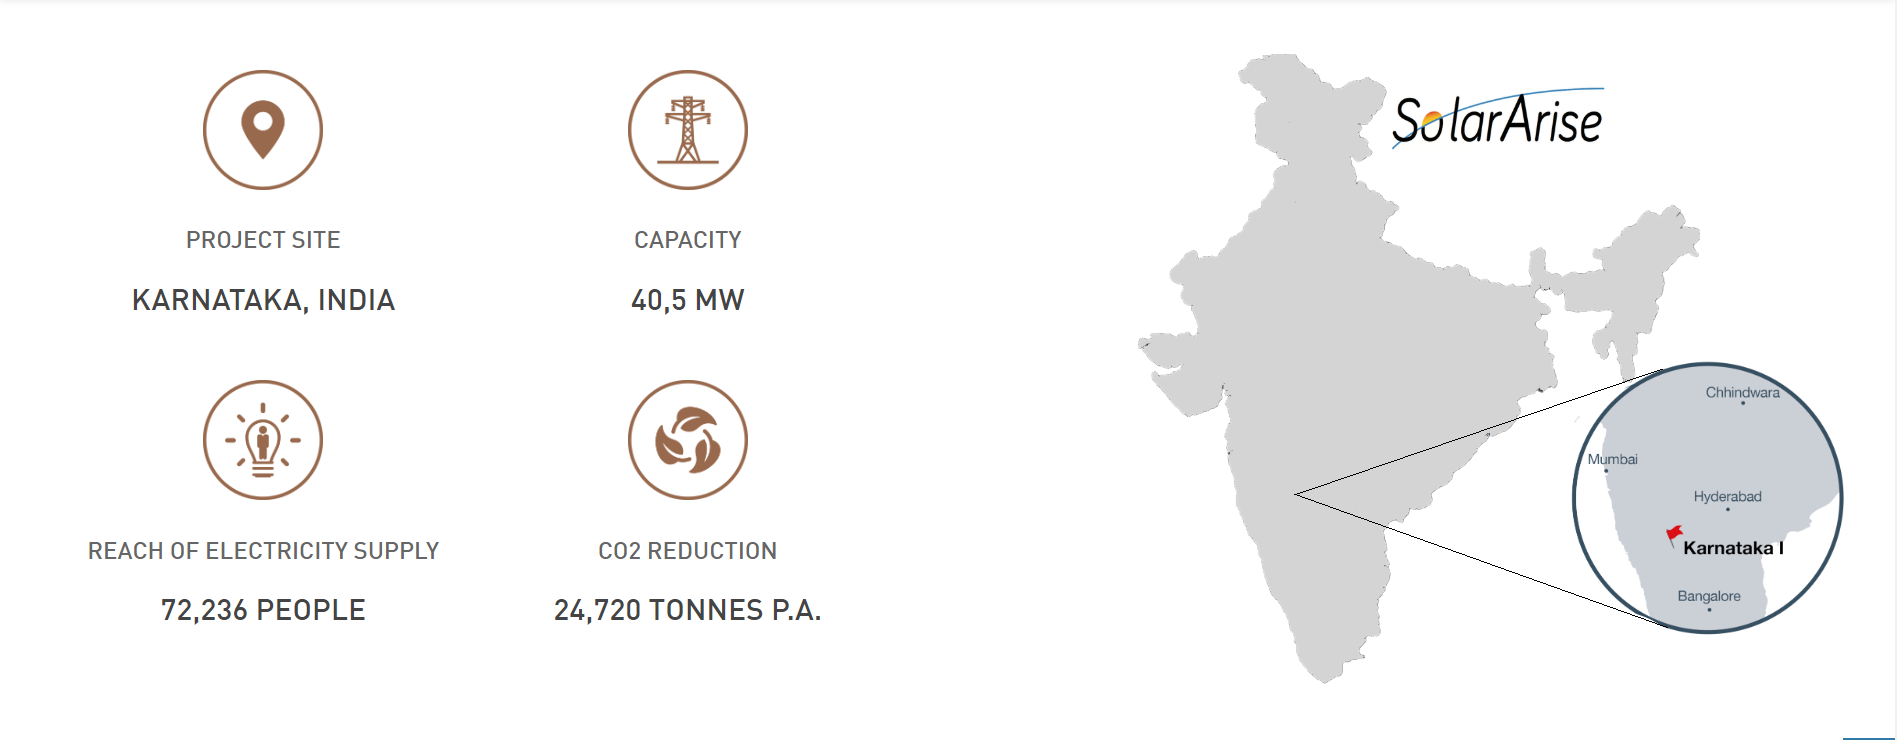 PROJECT SITE
KARNATAKA, INDIA
CAPACITY
40,5 MW
REACH OF ELECTRICITY SUPPLY
72,236 PEOPLE
CO2 REDUCTION
24,720 TONNES P.A.
SolarArise
Chhindwara
Mumbai
Hyderabad
Karnataka I
Bangalore